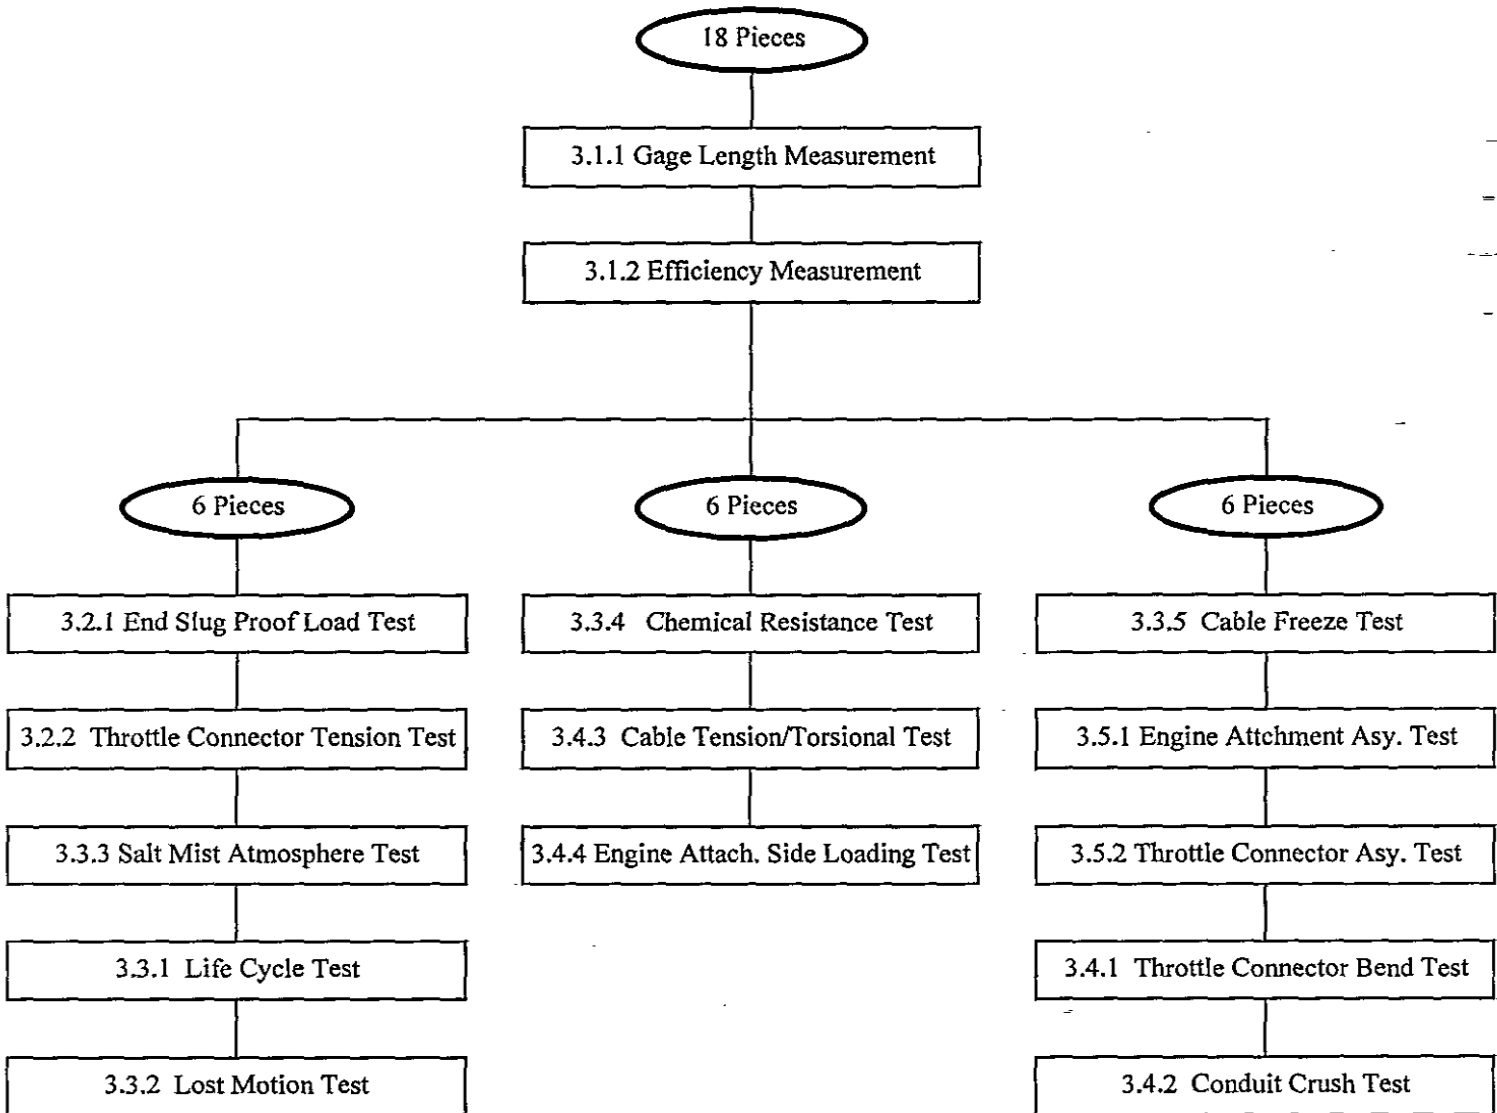 18 Pieces
3.1.1 Gage Length Measurement
3.1.2 Efficiency Measurement
6 Pieces
6 Pieces
6 Pieces
3.2.1 End Slug Proof Load Test
3.3.4 Chemical Resistance Test
3.3.5 Cable Freeze Test
3.2.2 Throttle Connector Tension Test
3.4.3 Cable Tension/Torsional Test
3.5.1 Engine Attchment Asy. Test
3.3.3 Salt Mist Atmosphere Test
3.4.4 Engine Attach. Side Loading Test
3.5.2 Throttle Connector Asy. Test
3.3.1 Life Cycle Test
3.4.1 Throttle Connector Bend Test
3.3.2 Lost Motion Test
3.4.2 Conduit Crush Test